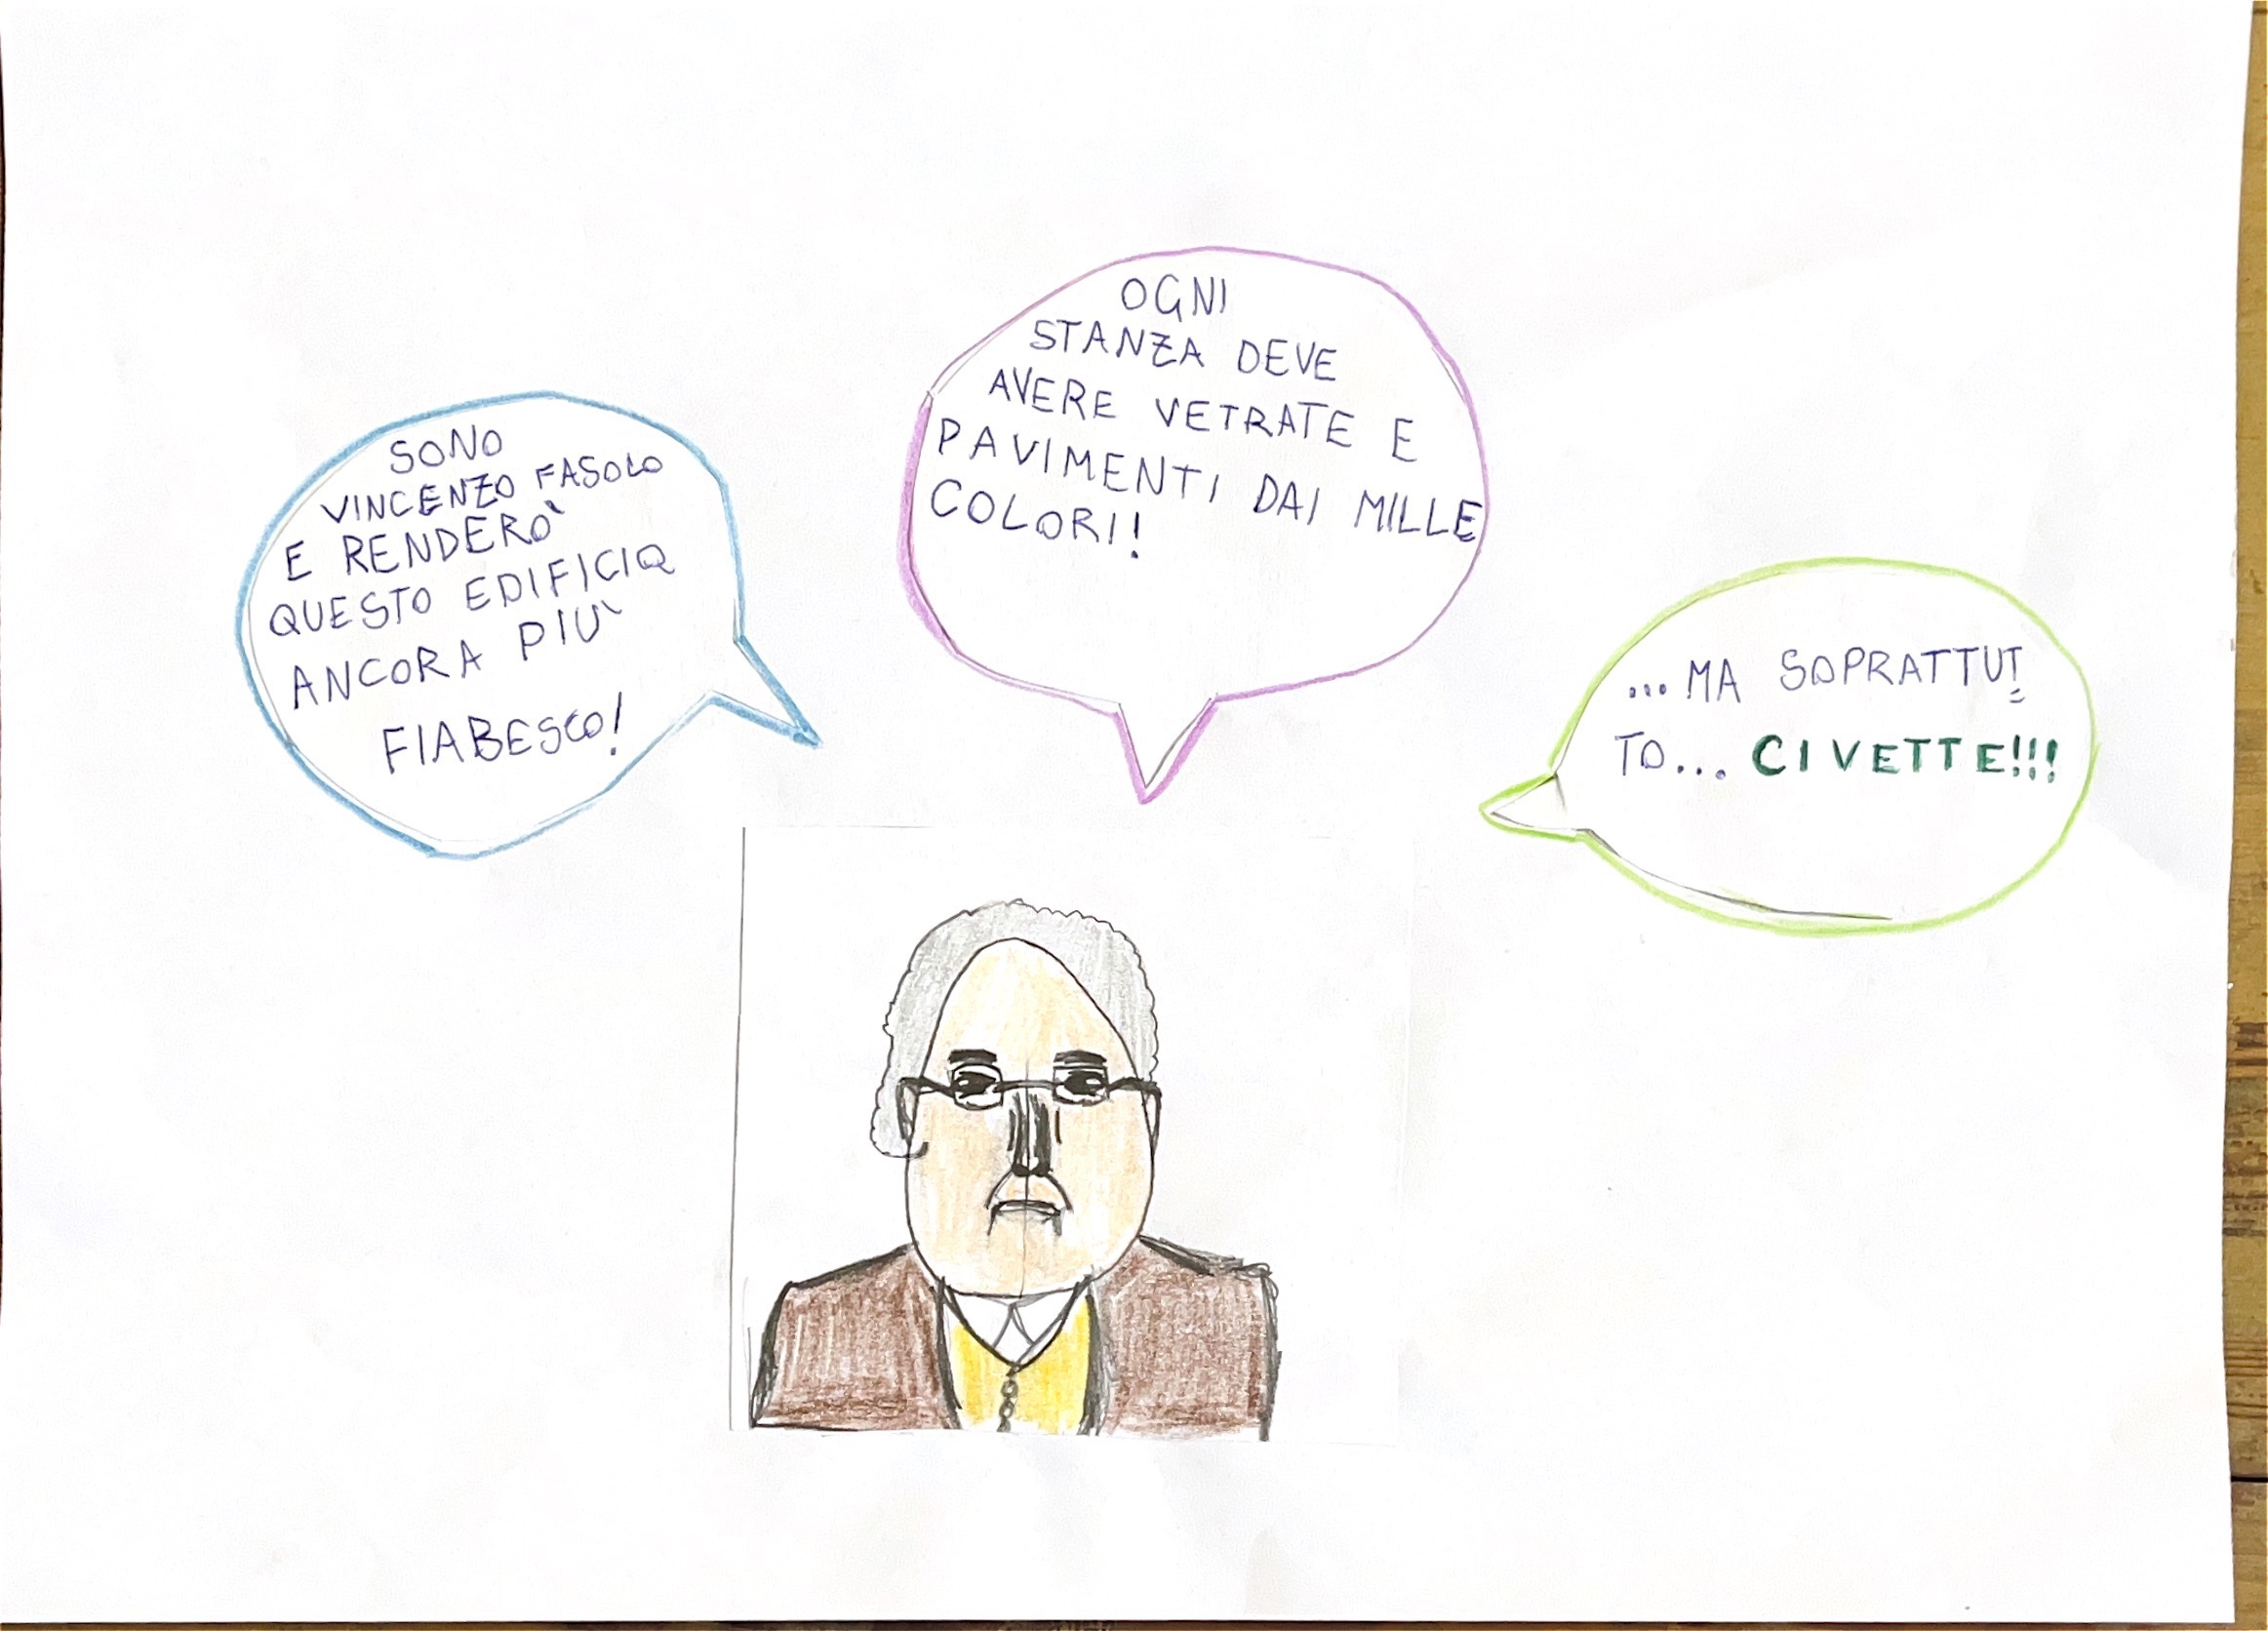 SONO
VINCENZO FASOLO
E RENDERÒ
QUESTO EDIFICIO
ANCORA PIÙ
FIABESCO!
OGNI
STANZA DEVE
AVERE VETRATE E
PAVIMENTI DAI MILLE
COLORI!
...MA SOPRATTUT=
TO... CIVETTE!!!